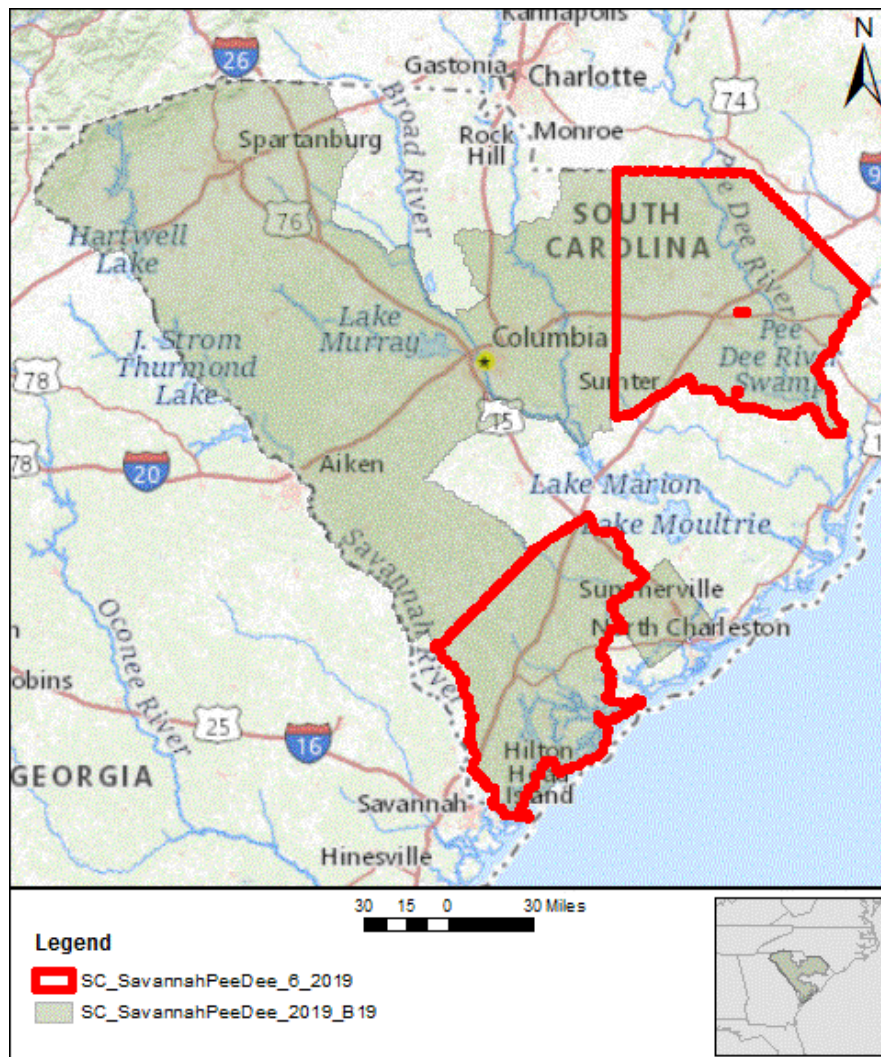 Kannapolis
N
26
Gastonia
Charlotte
74
Broad River
Rock
Hill
Monroe
Spartanburg
Pee Dee River
9
76
SOUTH
CAROLINA
Hartwell
Lake
Lake
Murray
Columbia
J. Strom
Thurmond
Lake
78
Pee
Dee River
Swamp
Sumter
15
78
20
Aiken
1
Lake Marion
Lake Moultrie
Savannah River
Summerville
North Charleston
Oconee River
obins
25
16
Hilton
Head
Island
GEORGIA
Savannah
Hinesville
30 15 0 30 Miles
Legend
SC_SavannahPeeDee_6_2019
SC_SavannahPeeDee_2019_B19